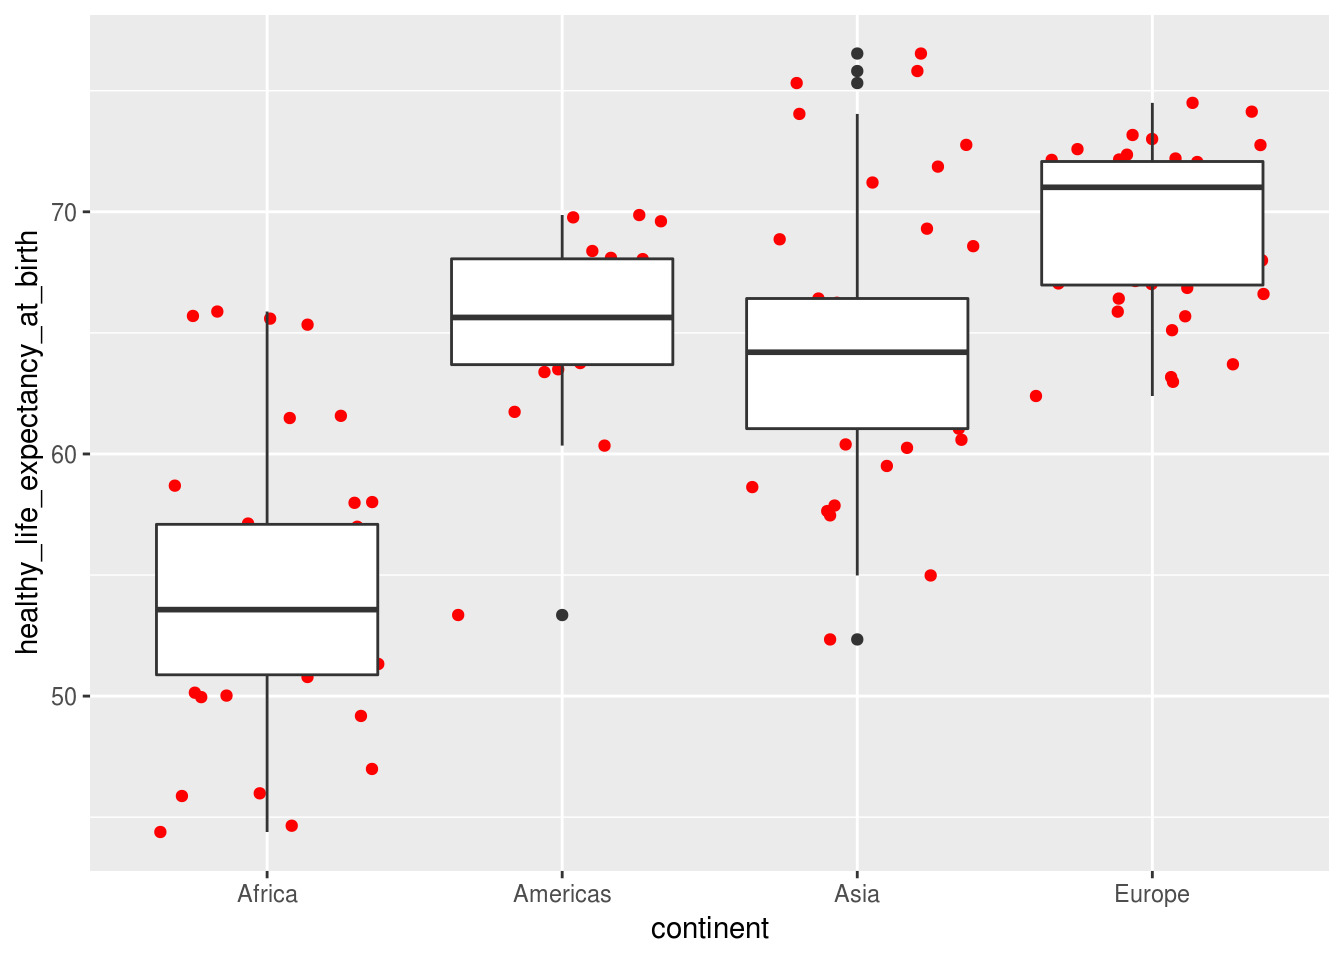 healthy_life_expectancy_at_birth
70
60
50
Africa Americas Asia Europe
continent